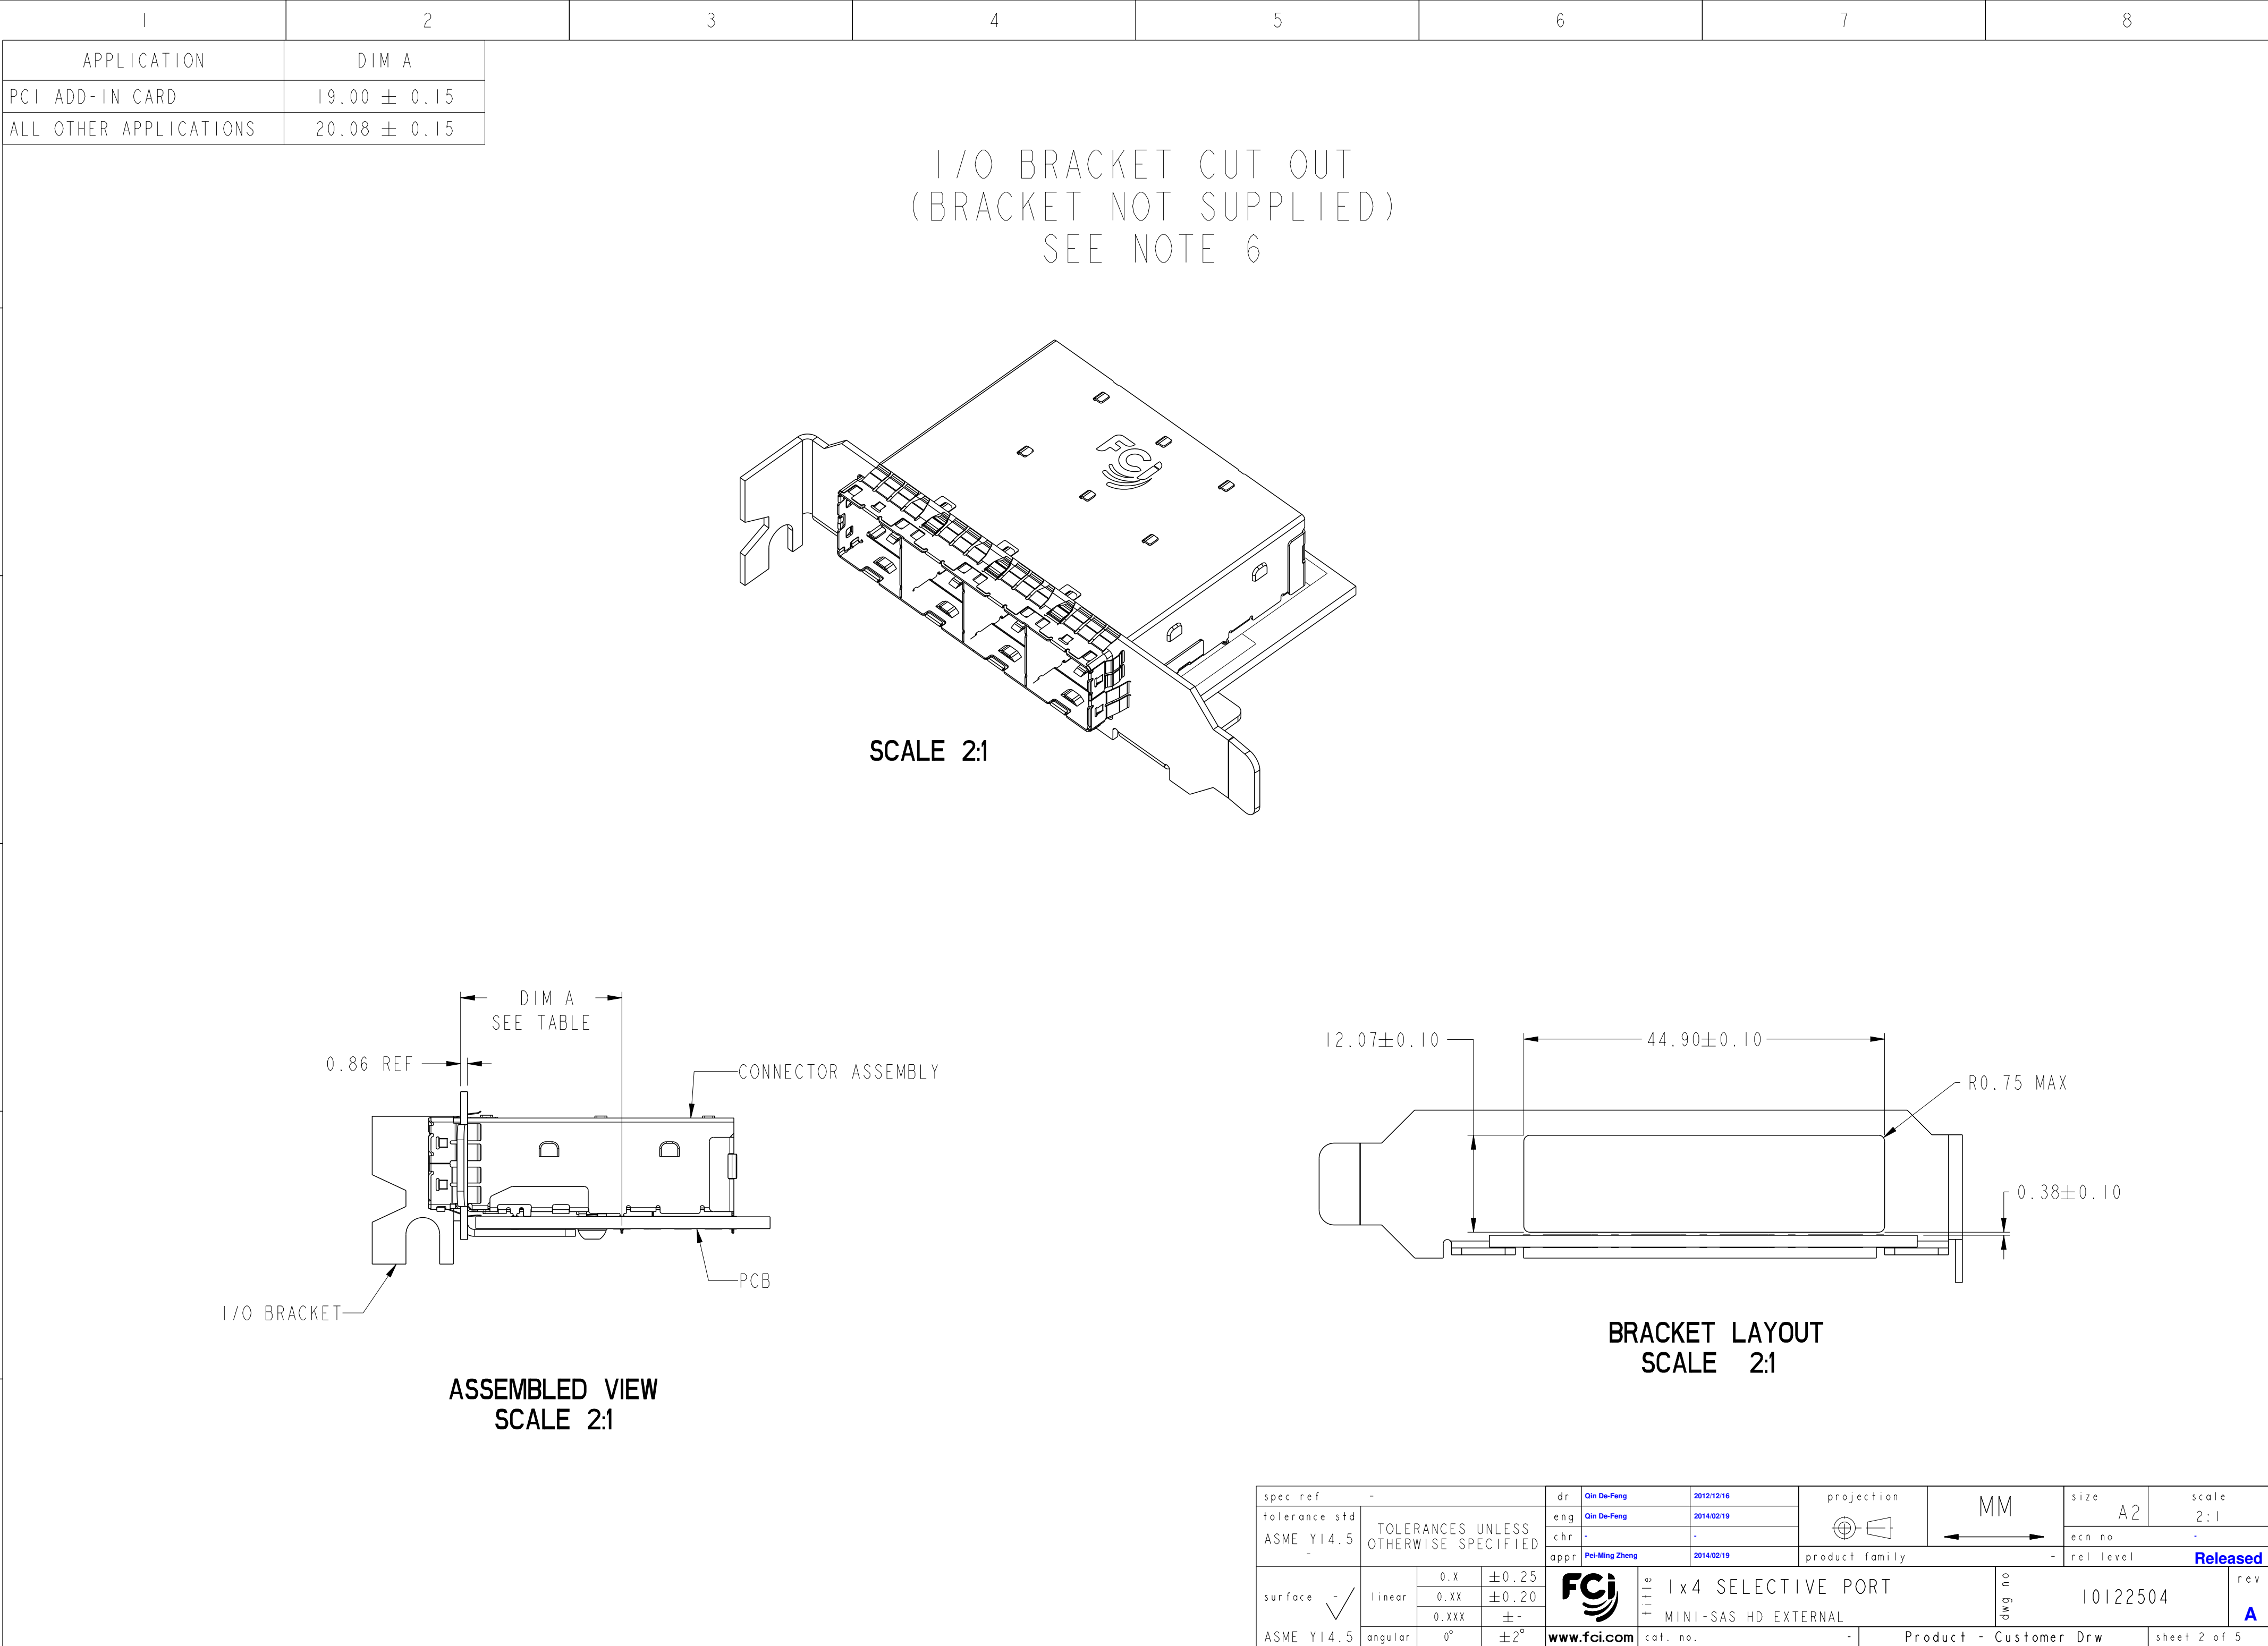 1 2 3 4 5 6 7 8
APPLICATION DIM A
PCI ADD-IN CARD 19.00 ± 0.15
ALL OTHER APPLICATIONS 20.08 ± 0.15
I/O BRACKET CUT OUT
(BRACKET NOT SUPPLIED)
SEE NOTE 6
FCI
SCALE 2:1
DIM A
SEE TABLE
0.86 REF
CONNECTOR ASSEMBLY
PCB
I/O BRACKET
ASSEMBLED VIEW
SCALE 2:1
12.07±0.10
44.90±0.10
R0.75 MAX
0.38±0.10
BRACKET LAYOUT
SCALE 2:1
spec ref -
tolerance std
ASME Y14.5
-
TOLERANCES UNLESS
OTHERWISE SPECIFIED
surface -
ASME Y14.5
linear
0.X ±0.25
0.XX ±0.20
0.XXX ±-
angular 0° ±2°
dr Qin De-Feng 2012/12/16
eng Qin De-Feng 2014/02/19
chr - -
appr Pei-Ming Zheng 2014/02/19
projection
MM
size A2
scale 2:1
ecn no -
product family -
rel level Released
FCi
www.fci.com
title 1x4 SELECTIVE PORT
MINI-SAS HD EXTERNAL
dwg no 10122504
rev A
cat. no. -
Product - Customer Drw
sheet 2 of 5